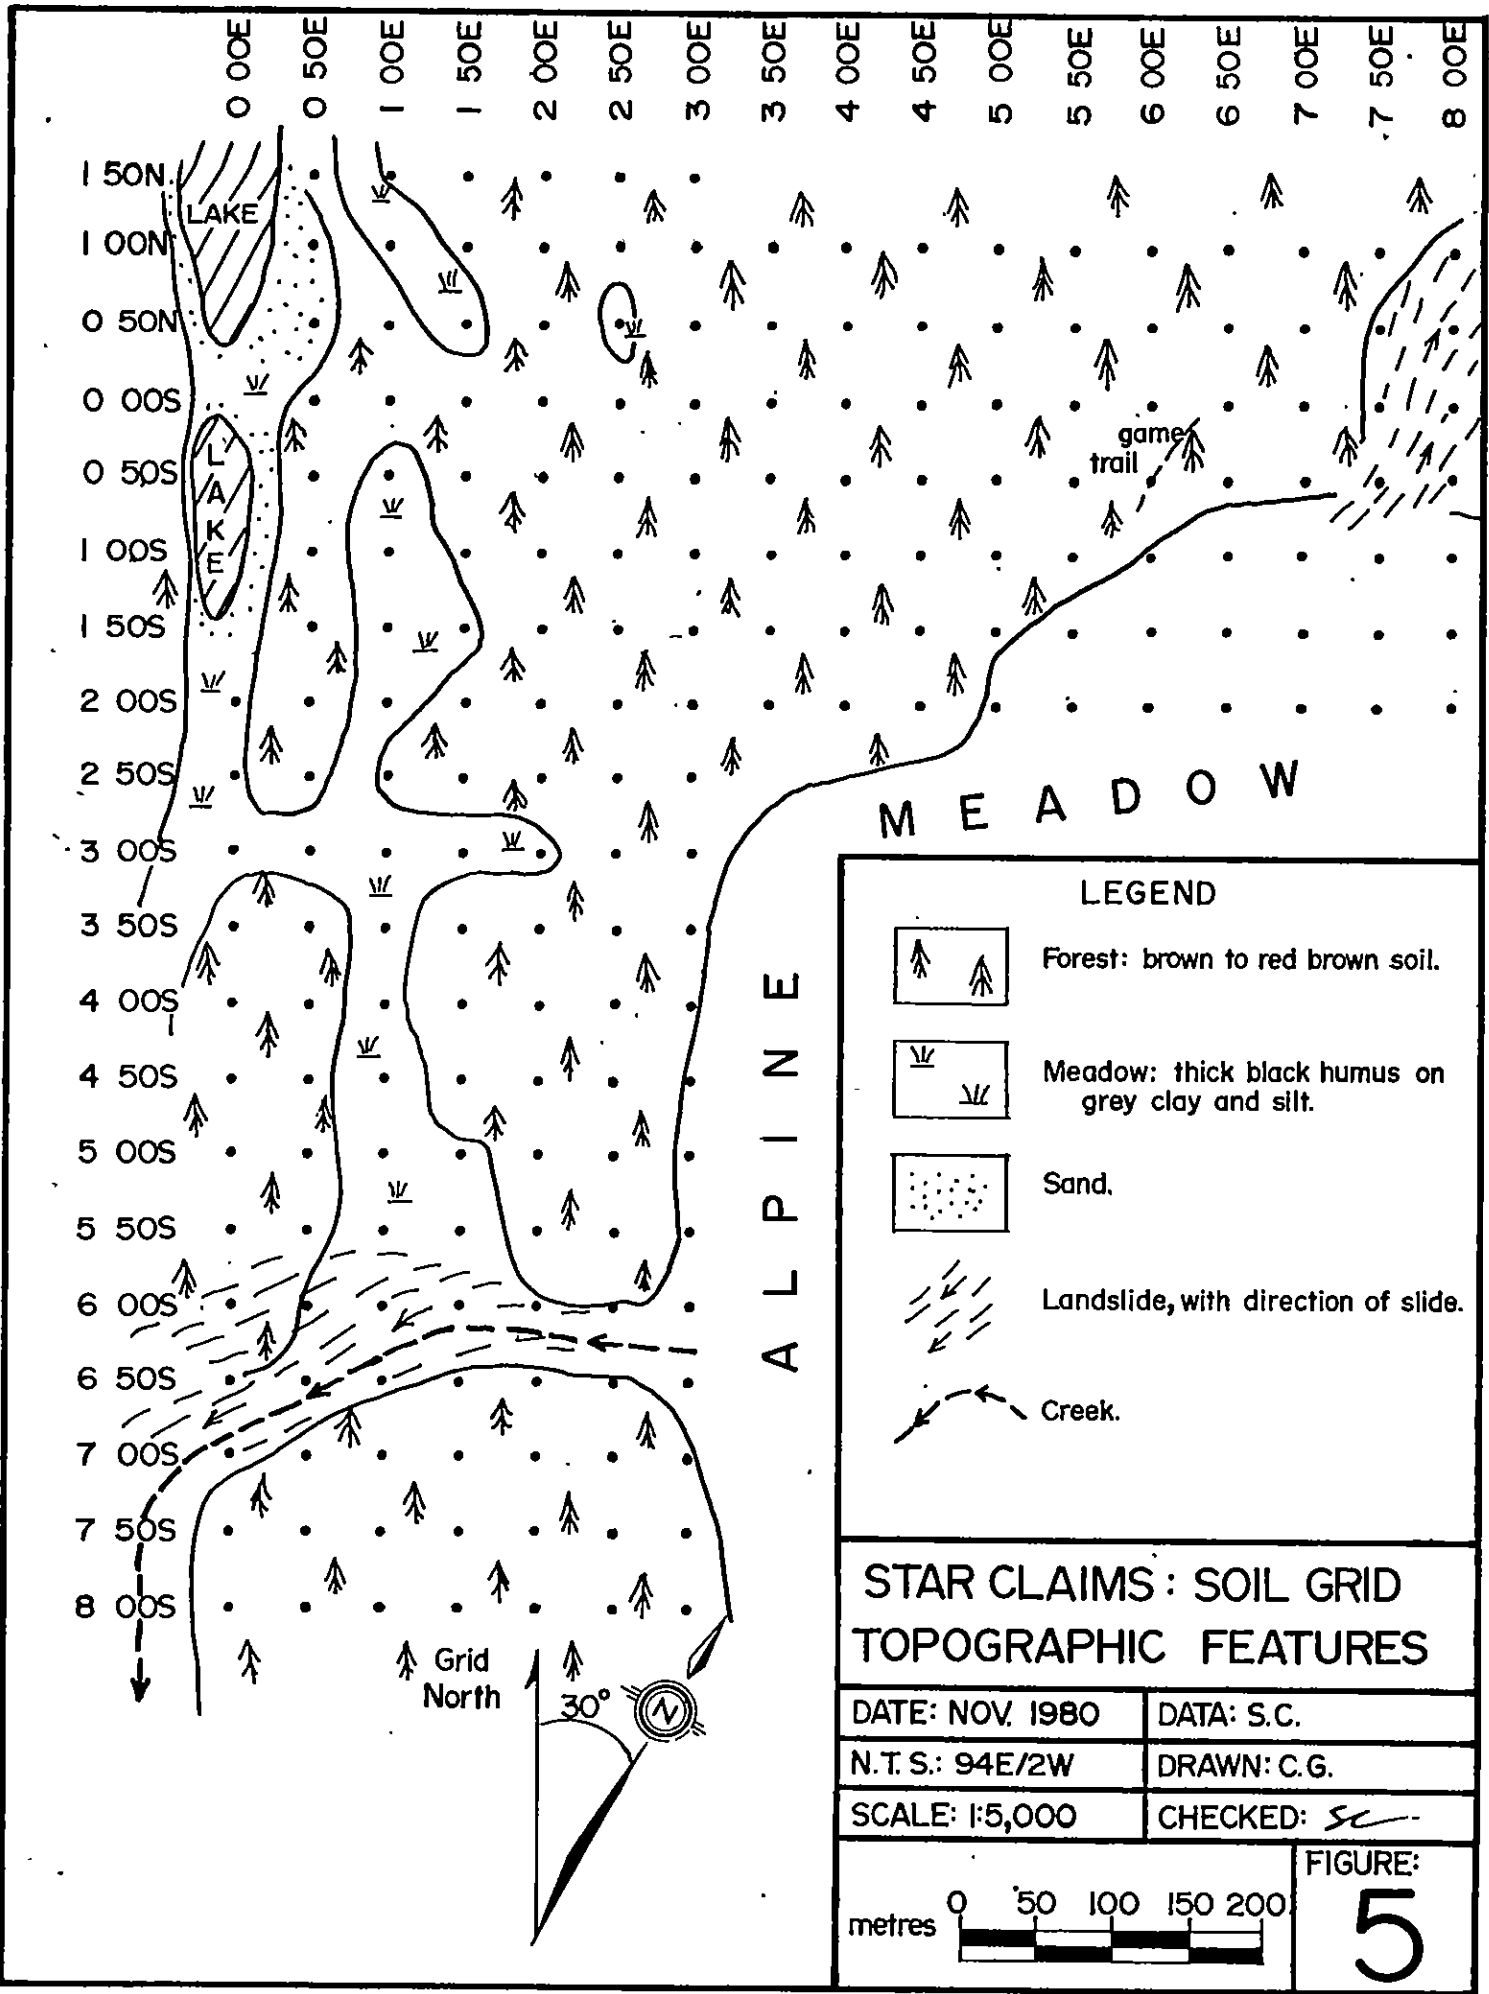 0 00E
0 50E
1 00E
1 50E
2 00E
2 50E
3 00E
3 50E
4 00E
4 50E
5 00E
5 50E
6 00E
6 50E
7 00E
7 50E
8 00E
1 50N
LAKE
1 00N
0 50N
0 00S
game
trail
0 50S
LAKE
1 00S
1 50S
2 00S
2 50S
3 00S
3 50S
4 00S
4 50S
5 00S
5 50S
6 00S
6 50S
7 00S
7 50S
8 00S
ALPINE
MEADOW
LEGEND
Forest: brown to red brown soil.
Meadow: thick black humus on
grey clay and silt.
Sand.
Landslide, with direction of slide.
Creek.
Grid
North
30°
N
STAR CLAIMS: SOIL GRID
TOPOGRAPHIC FEATURES
DATE: NOV. 1980
DATA: S.C.
N.T.S.: 94E/2W
DRAWN: C.G.
SCALE: 1:5,000
CHECKED: SC
metres 0 50 100 150 200
FIGURE:
5